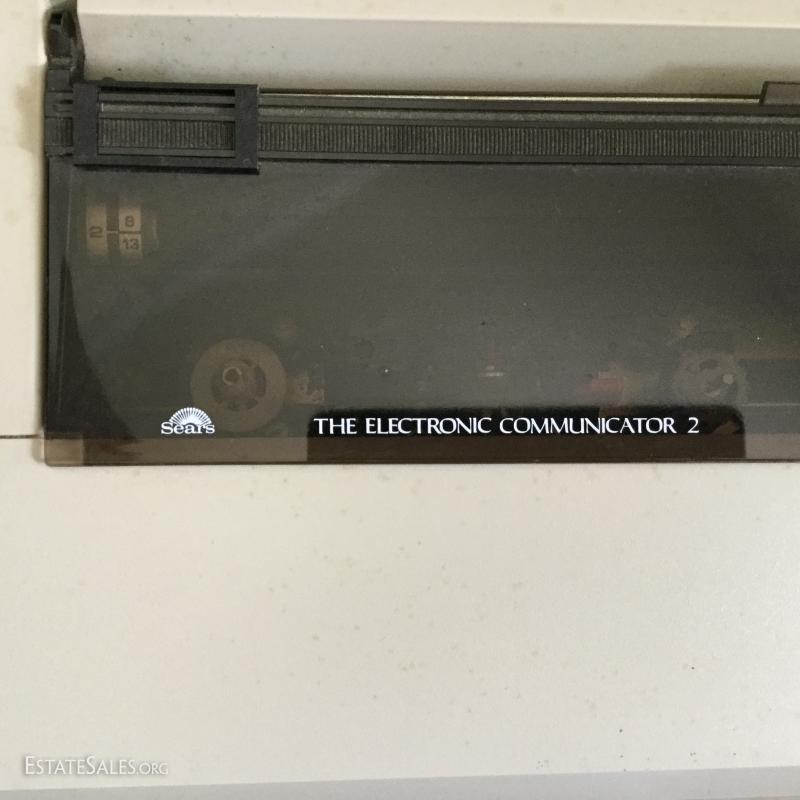 2 8
13
Sears THE ELECTRONIC COMMUNICATOR 2
ESTATESALES.ORG